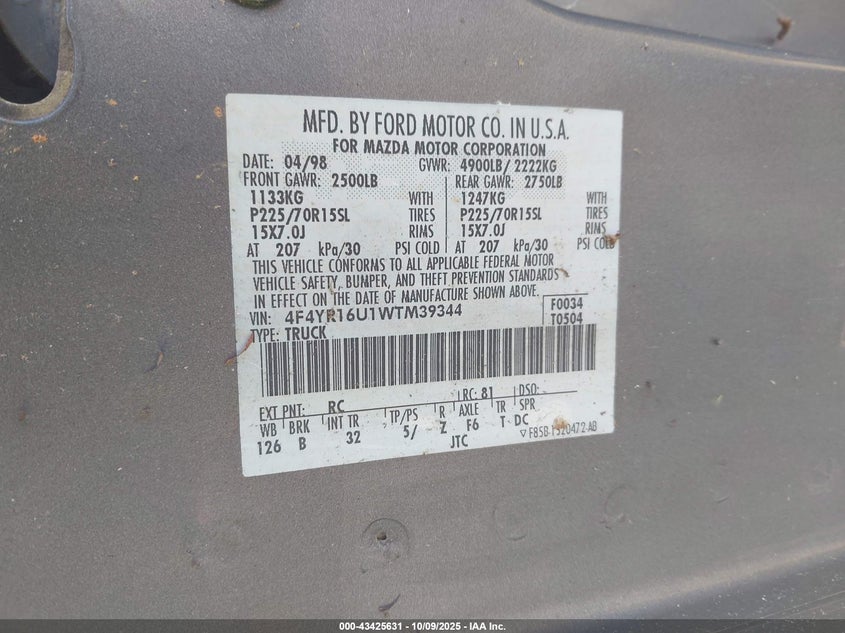 MFD. BY FORD MOTOR CO. IN U.S.A.
FOR MAZDA MOTOR CORPORATION
DATE: 04/98 GVWR: 4900LB/ 2222KG
FRONT GAWR: 2500LB REAR GAWR: 2750LB
1133KG WITH 1247KG WITH
P225/70R15SL TIRES P225/70R15SL TIRES
15X7.0J RIMS 15X7.0J RIMS
AT 207 kPa/30 PSI COLD AT 207 kPa/30 PSI COLD
THIS VEHICLE CONFORMS TO ALL APPLICABLE FEDERAL MOTOR
VEHICLE SAFETY, BUMPER, AND THEFT PREVENTION STANDARDS
IN EFFECT ON THE DATE OF MANUFACTURE SHOWN ABOVE.
VIN: 4F4YR16U1WTM39344 F0034
TYPE: TRUCK T0504
EXT PNT: RC RC: 81 DSO:
WB BRK INT TR TP/PS R AXLE TR SPR
126 B 32 5/ Z F6 T DC
JTC ▽ F85B-1520472-AB
000-43425631 - 10/09/2025 - IAA Inc.